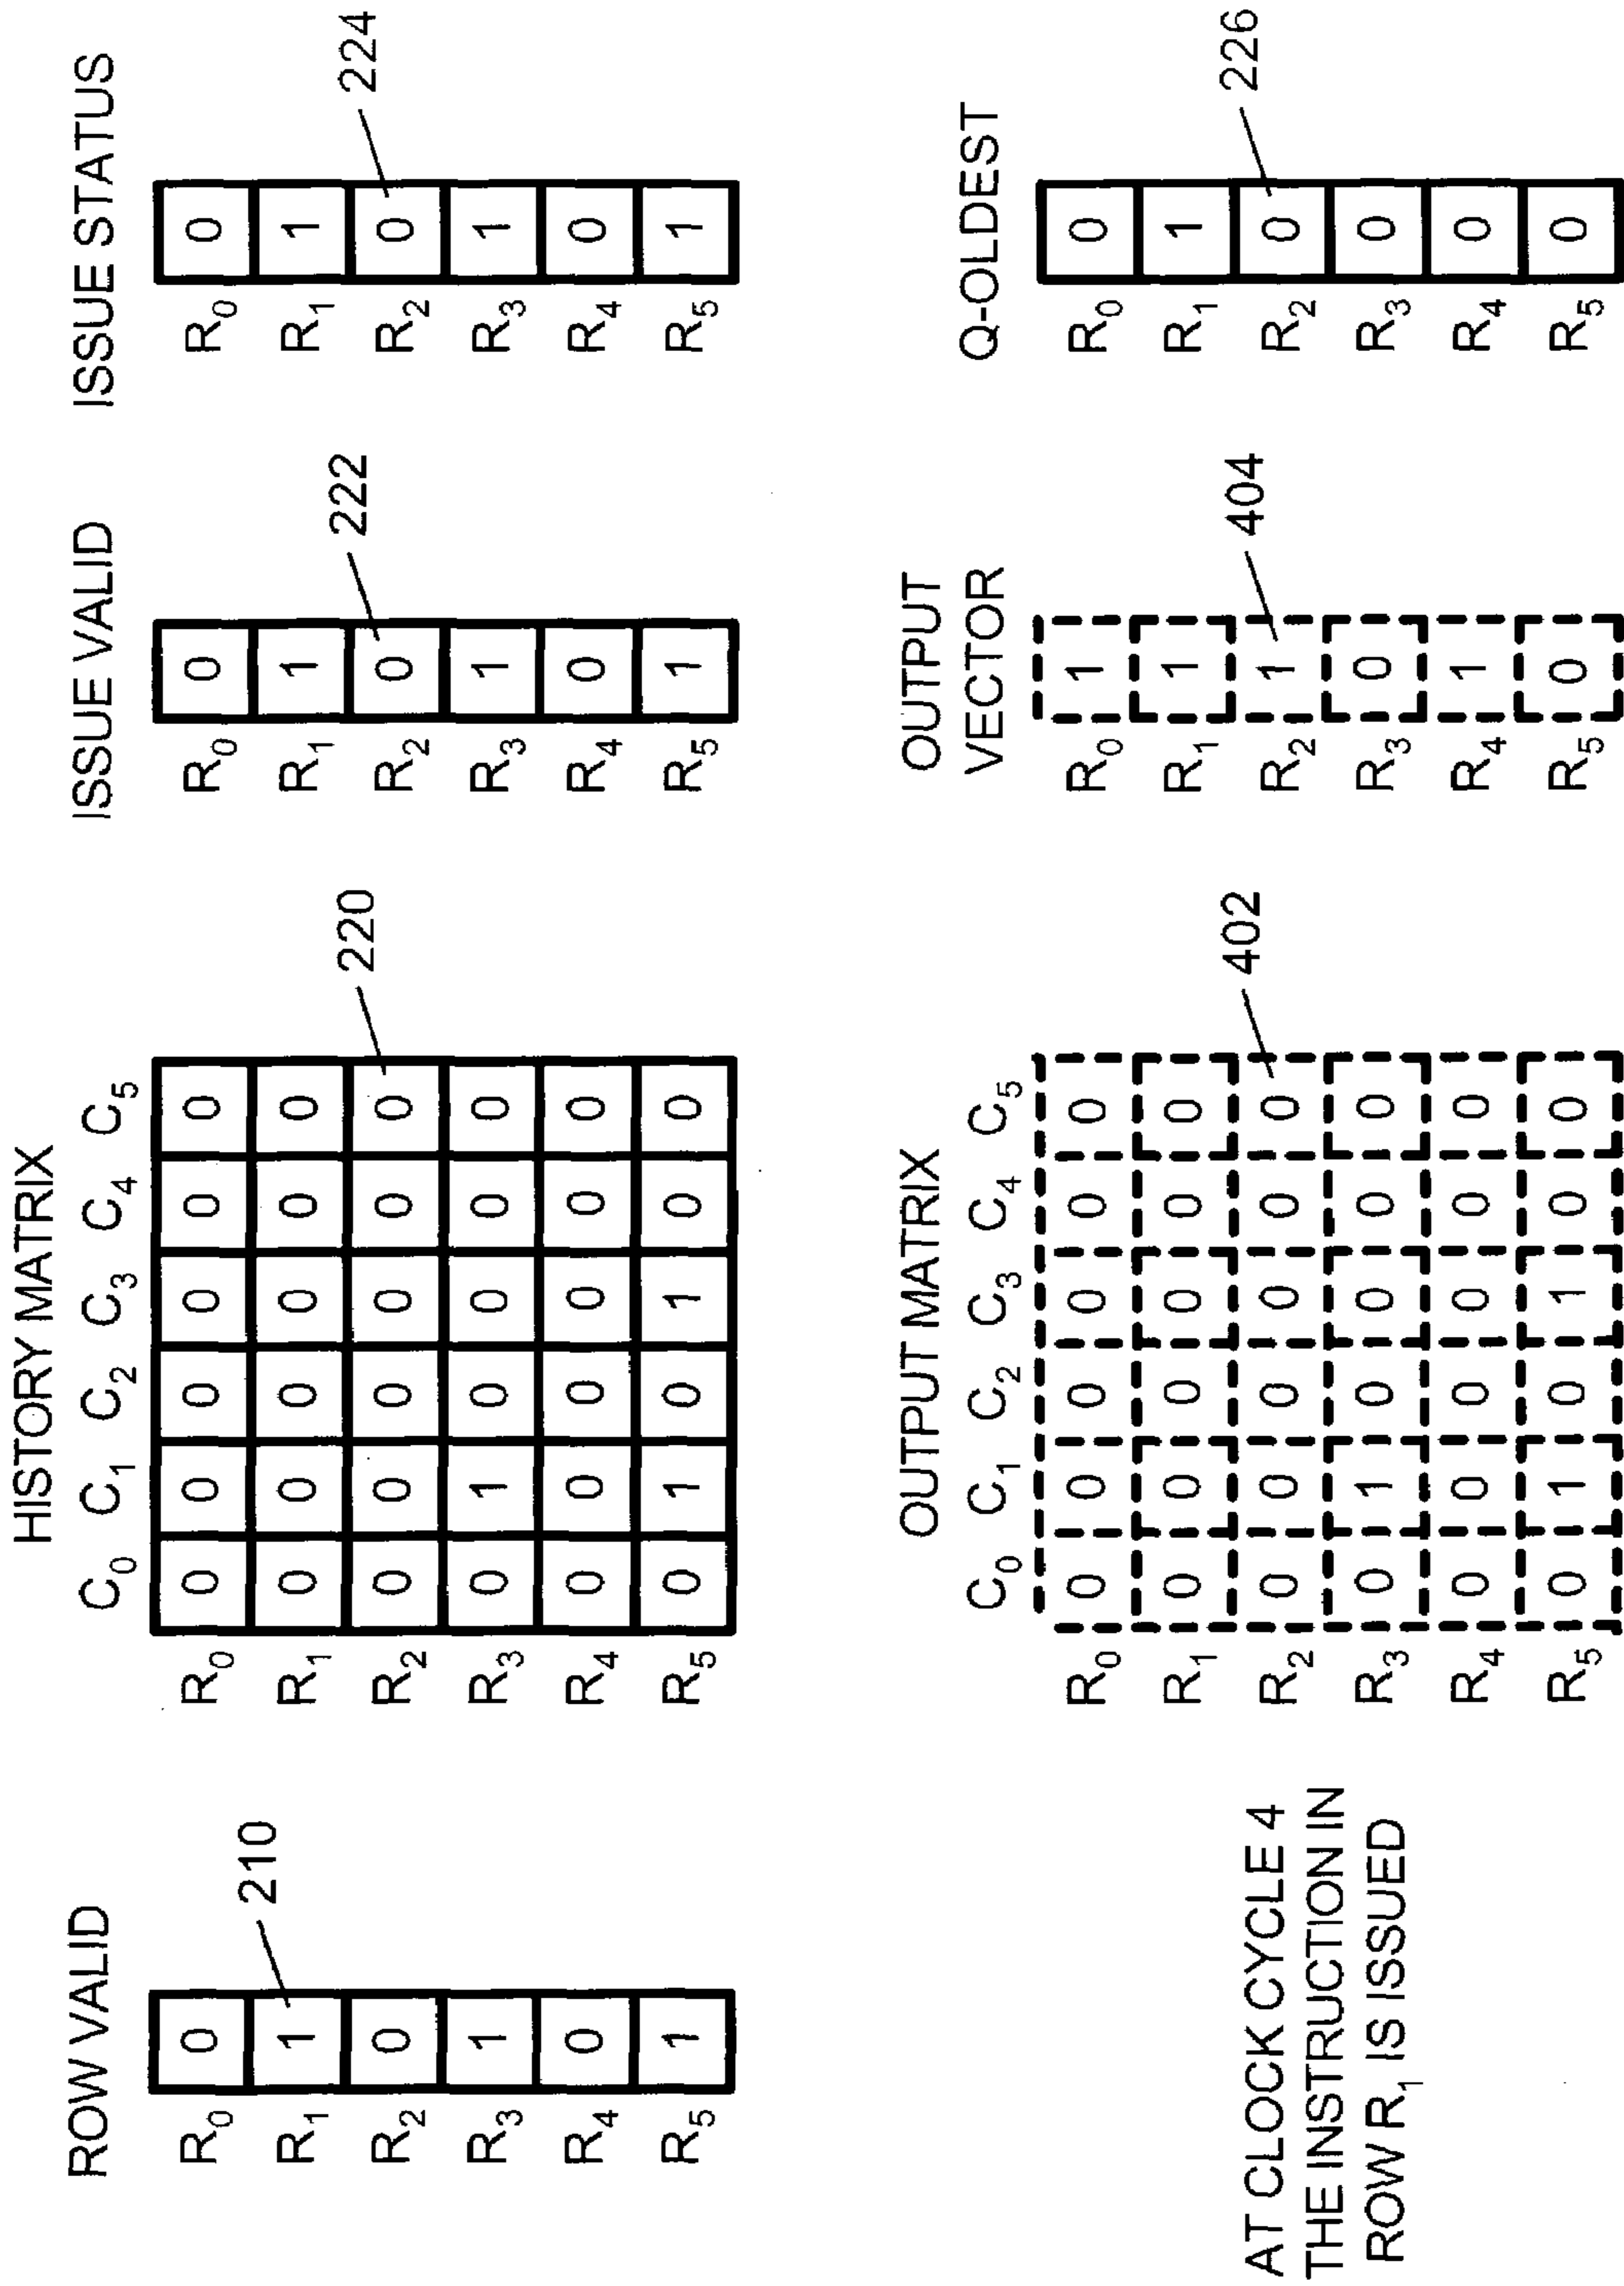 ROW VALID
R0 0
R1 1
R2 0
R3 1
R4 0
R5 1
210
HISTORY MATRIX
C0 C1 C2 C3 C4 C5
R0 0 0 0 0 0 0
R1 0 0 0 0 0 0
R2 0 0 0 0 0 0
R3 0 1 0 0 0 0
R4 0 0 0 0 0 0
R5 0 1 0 1 0 0
220
ISSUE VALID
R0 0
R1 1
R2 0
R3 1
R4 0
R5 1
222
ISSUE STATUS
R0 0
R1 1
R2 0
R3 1
R4 0
R5 1
224
AT CLOCK CYCLE 4
THE INSTRUCTION IN
ROW R1 IS ISSUED
OUTPUT MATRIX
C0 C1 C2 C3 C4 C5
R0 0 0 0 0 0 0
R1 0 0 0 0 0 0
R2 0 0 0 0 0 0
R3 0 1 0 0 0 0
R4 0 0 0 0 0 0
R5 0 1 0 1 0 0
402
OUTPUT
VECTOR
R0 1
R1 1
R2 1
R3 0
R4 1
R5 0
404
Q-OLDEST
R0 0
R1 1
R2 0
R3 0
R4 0
R5 0
226